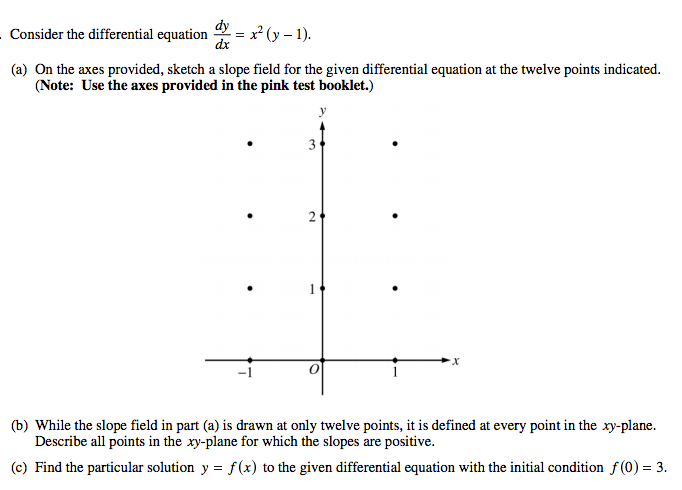 Consider the differential equation dy/dx = x² (y – 1).
(a) On the axes provided, sketch a slope field for the given differential equation at the twelve points indicated.
(Note: Use the axes provided in the pink test booklet.)
y
3
2
1
x
–1
O
1
(b) While the slope field in part (a) is drawn at only twelve points, it is defined at every point in the xy-plane.
Describe all points in the xy-plane for which the slopes are positive.
(c) Find the particular solution y = f(x) to the given differential equation with the initial condition f(0) = 3.